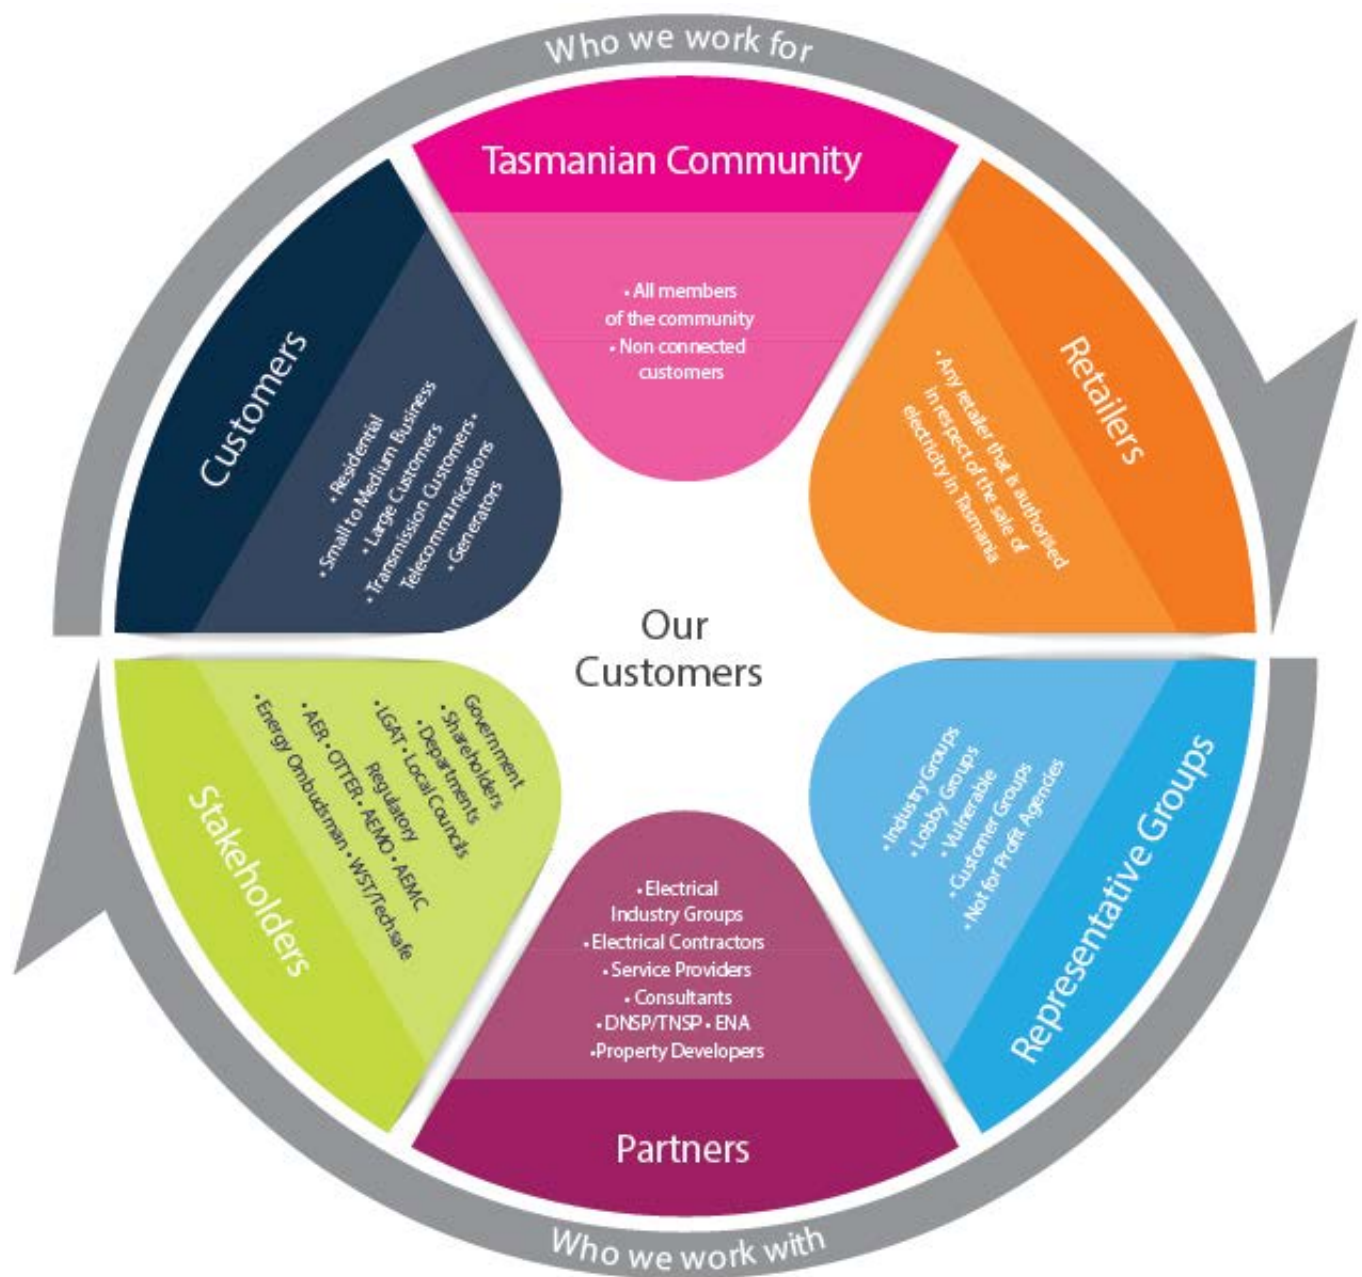 Who we work for
Tasmanian Community
• All members
of the community
• Non connected
customers
Retailers
• Any retailer that is authorised
in respect of the sale of
electricity in Tasmania
Customers
• Residential
• Small to Medium Business
• Large Customers
• Transmission Customers •
Telecommunications
• Generators
Our
Customers
Stakeholders
Government
• Shareholders
• Departments
• LGAT • Local Councils
Regulatory
• AER • OTTER • AEMO • AEMC
• Energy Ombudsman • WST/Techsafe
Representative Groups
• Industry Groups
• Lobby Groups
• Vulnerable
• Customer Groups
• Not for Profit Agencies
• Electrical
Industry Groups
• Electrical Contractors
• Service Providers
• Consultants
• DNSP/TNSP • ENA
•Property Developers
Partners
Who we work with